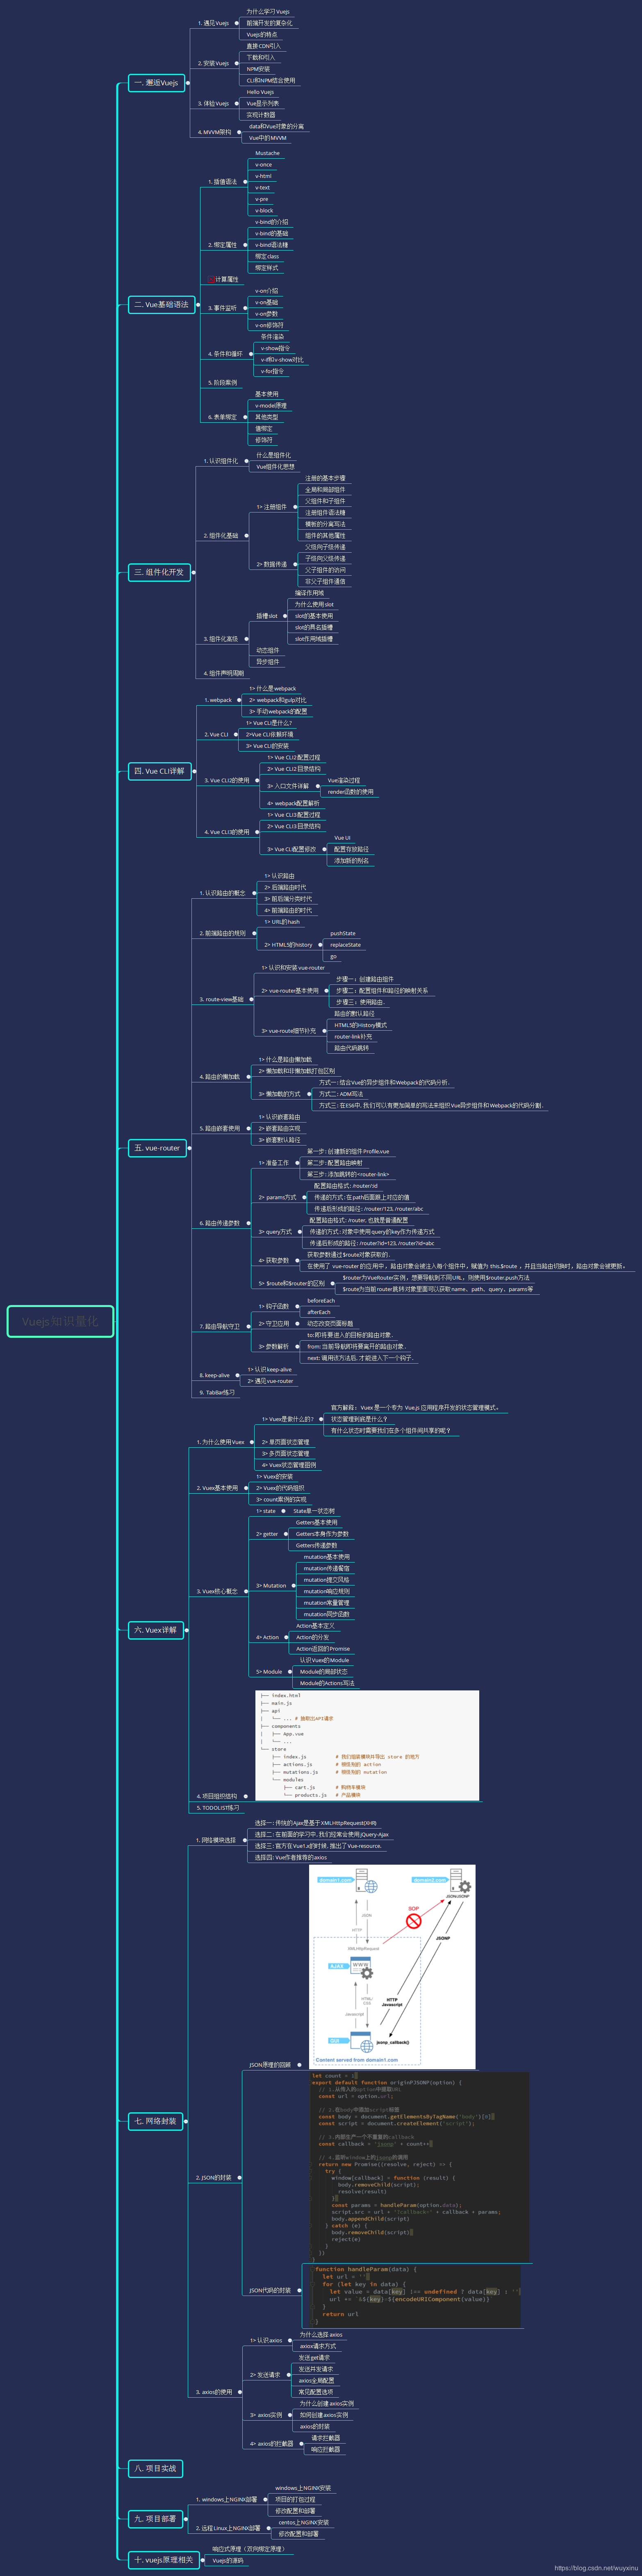 Vuejs知识量化
一. 邂逅Vuejs
1. 遇见Vuejs
为什么学习Vuejs
前端开发的复杂化
Vuejs的特点
2. 安装Vuejs
直接CDN引入
下载和引入
NPM安装
CLI和NPM结合使用
3. 体验Vuejs
Hello Vuejs
Vue显示列表
实现计数器
4. MVVM架构
data和Vue对象的分离
Vue中的MVVM
二. Vue基础语法
1. 插值语法
Mustache
v-once
v-html
v-text
v-pre
v-block
2. 绑定属性
v-bind的介绍
v-bind的基础
v-bind语法糖
绑定class
绑定样式
计算属性
3. 事件监听
v-on介绍
v-on基础
v-on参数
v-on修饰符
4. 条件和循环
条件渲染
v-show指令
v-if和v-show对比
v-for指令
5. 阶段案例
6. 表单绑定
基本使用
v-model原理
其他类型
值绑定
修饰符
三. 组件化开发
1. 认识组件化
什么是组件化
Vue组件化思想
2. 组件化基础
1> 注册组件
注册的基本步骤
全局和局部组件
父组件和子组件
注册组件语法糖
模板的分离写法
组件的其他属性
2> 数据传递
父级向子级传递
子级向父级传递
父子组件的访问
非父子组件通信
3. 组件化高级
插槽slot
编译作用域
为什么使用slot
slot的基本使用
slot的具名插槽
slot作用域插槽
动态组件
异步组件
4. 组件声明周期
四. Vue CLI详解
1. webpack
1> 什么是webpack
2> webpack和gulp对比
3> 手动webpack的配置
2. Vue CLI
1> Vue CLI是什么?
2>Vue CLI依赖环境
3> Vue CLI的安装
3. Vue CLI2的使用
1> Vue CLI2配置过程
2> Vue CLI2目录结构
3> 入口文件详解
Vue渲染过程
render函数的使用
4> webpack配置解析
4. Vue CLI3的使用
1> Vue CLI3配置过程
2> Vue CLI3目录结构
3> Vue CLI配置修改
Vue UI
配置存放路径
添加新的别名
五. vue-router
1. 认识路由的概念
1> 认识路由
2> 后端路由时代
3> 前后端分类时代
4> 前端路由的时代
2. 前端路由的规则
1> URL的hash
2> HTML5的history
pushState
replaceState
go
3. route-view基础
1> 认识和安装vue-router
2> vue-router基本使用
步骤一：创建路由组件
步骤二：配置组件和路径的映射关系
步骤三：使用路由.
3> vue-route细节补充
路由的默认路径
HTML5的History模式
router-link补充
路由代码跳转
4. 路由的懒加载
1> 什么是路由懒加载
2> 懒加载和非懒加载打包区别
3> 懒加载的方式
方式一: 结合Vue的异步组件和Webpack的代码分析.
方式二: ADM写法
方式三: 在ES6中, 我们可以有更加简单的写法来组织Vue异步组件和Webpack的代码分割.
5. 路由嵌套使用
1> 认识嵌套路由
2> 嵌套路由实现
3> 嵌套默认路径
6. 路由传递参数
1> 准备工作
第一步: 创建新的组件Profile.vue
第二步: 配置路由映射
第三步: 添加跳转的<router-link>
2> params方式
配置路由格式: /router/:id
传递的方式: 在path后面跟上对应的值
传递后形成的路径: /router/123, /router/abc
3> query方式
配置路由格式: /router, 也就是普通配置
传递的方式: 对象中使用query的key作为传递方式
传递后形成的路径: /router?id=123, /router?id=abc
4> 获取参数
获取参数通过$route对象获取的.
在使用了 vue-router 的应用中，路由对象会被注入每个组件中，赋值为 this.$route ，并且当路由切换时，路由对象会被更新。
5> $route和$router的区别
$router为VueRouter实例，想要导航到不同URL，则使用$router.push方法
$route为当前router跳转对象里面可以获取name、path、query、params等
7. 路由导航守卫
1> 钩子函数
beforeEach
afterEach
2> 守卫应用
动态改变页面标题
3> 参数解析
to:即将要进入的目标的路由对象.
from: 当前导航即将要离开的路由对象.
next: 调用该方法后, 才能进入下一个钩子.
8. keep-alive
1> 认识keep-alive
2> 遇见vue-router
9. TabBar练习
六. Vuex详解
1. 为什么使用Vuex
1> Vuex是做什么的?
官方解释：Vuex 是一个专为 Vue.js 应用程序开发的状态管理模式。
状态管理到底是什么？
有什么状态时需要我们在多个组件间共享的呢？
2> 单页面状态管理
3> 多页面状态管理
4> Vuex状态管理图例
2. Vuex基本使用
1> Vuex的安装
2> Vuex的代码组织
3> count案例的实现
3. Vuex核心概念
1> state
State单一状态树
2> getter
Getters基本使用
Getters本身作为参数
Getters传递参数
3> Mutation
mutation基本使用
mutation传递载荷
mutation提交风格
mutation响应规则
mutation常量管理
mutation同步函数
4> Action
Action基本定义
Action的分发
Action返回的Promise
5> Module
认识Vuex的Module
Module的局部状态
Module的Actions写法
4. 项目组织结构
├── index.html
├── main.js
├── api
│   └── ... # 抽取出API请求
├── components
│   ├── App.vue
│   └── ...
└── store
├── index.js # 我们组装模块并导出 store 的地方
├── actions.js # 根级别的 action
├── mutations.js # 根级别的 mutation
└── modules
├── cart.js # 购物车模块
└── products.js # 产品模块
5. TODOLIST练习
七. 网络封装
1. 网络模块选择
选择一: 传统的Ajax是基于XMLHttpRequest(XHR)
选择二: 在前面的学习中, 我们经常会使用jQuery-Ajax
选择三: 官方在Vue1.x的时候, 推出了Vue-resource.
选择四: Vue作者推荐的axios
2. JSON的封装
JSON原理的回顾
domain1.com
domain2.com
JSON/JSONP
SOP
JSON
HTTP
JSONP
XMLHttpRequest
AJAX
WWW
HTML/
CSS
HTTP
Javascript
Javascript
GUI
jsonp_callback()
Content served from domain1.com
JSON代码的封装
let count = 1
export default function originPJSONP(option) {
// 1.从传入的option中提取URL
const url = option.url;
// 2.在body中添加script标签
const body = document.getElementsByTagName('body')[0]
const script = document.createElement('script');
// 3.内部生产一个不重复的callback
const callback = 'jsonp' + count++
// 4.监听window上的jsonp的调用
return new Promise((resolve, reject) => {
try {
window[callback] = function (result) {
body.removeChild(script);
resolve(result)
}
const params = handleParam(option.data);
script.src = url + '?callback=' + callback + params;
body.appendChild(script)
} catch (e) {
body.removeChild(script)
reject(e)
}
})
}
function handleParam(data) {
let url = ''
for (let key in data) {
let value = data[key] !== undefined ? data[key] : ''
url += `&${key}=${encodeURIComponent(value)}`
}
return url
}
3. axios的使用
1> 认识axios
为什么选择axios
axiox请求方式
2> 发送请求
发送get请求
发送并发请求
axios全局配置
常见配置选项
3> axios实例
为什么创建axios实例
如何创建axios实例
axios的封装
4> axios的拦截器
请求拦截器
响应拦截器
八. 项目实战
九. 项目部署
1. windows上NGINX部署
windows上NGINX安装
项目的打包过程
修改配置和部署
2. 远程Linux上NGINX部署
centos上NGINX安装
修改配置和部署
十. vuejs原理相关
响应式原理（双向绑定原理）
Vuejs的源码
https://blog.csdn.net/wuyxinu